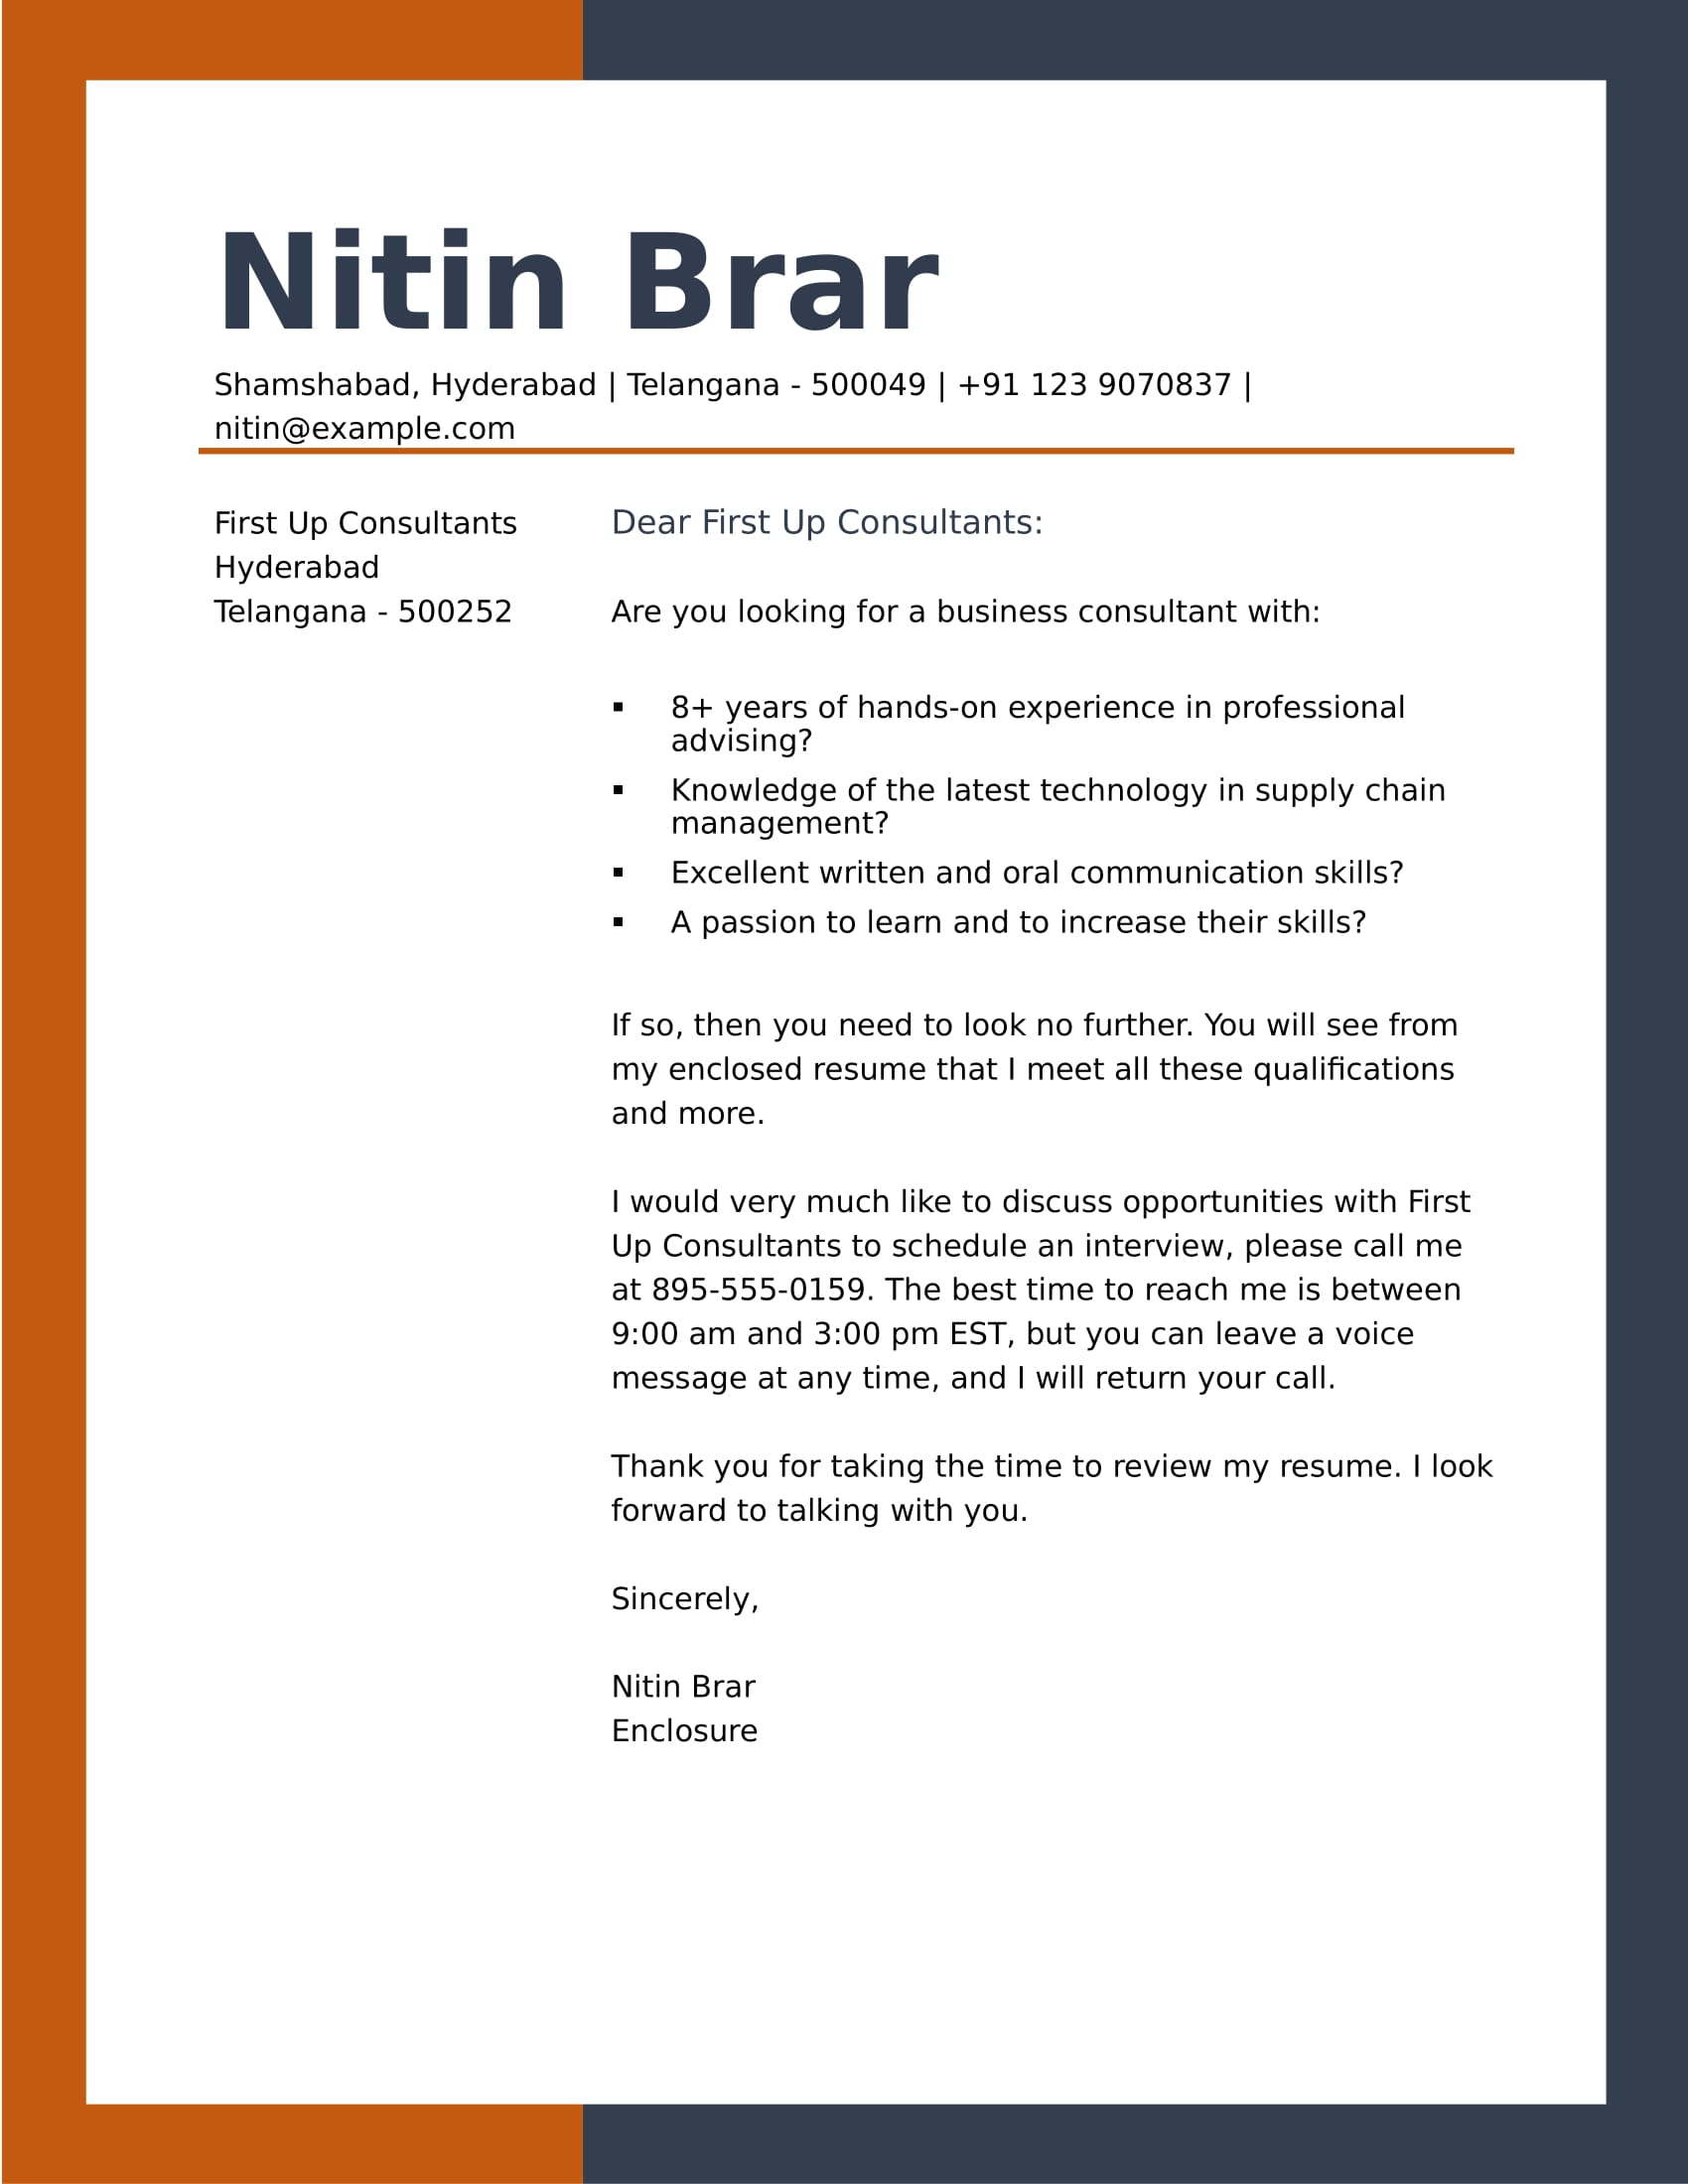 Nitin Brar
Shamshabad, Hyderabad | Telangana - 500049 | +91 123 9070837 |
nitin@example.com
First Up Consultants
Hyderabad
Telangana - 500252
Dear First Up Consultants:
Are you looking for a business consultant with:
▪ 8+ years of hands-on experience in professional
advising?
▪ Knowledge of the latest technology in supply chain
management?
▪ Excellent written and oral communication skills?
▪ A passion to learn and to increase their skills?
If so, then you need to look no further. You will see from
my enclosed resume that I meet all these qualifications
and more.
I would very much like to discuss opportunities with First
Up Consultants to schedule an interview, please call me
at 895-555-0159. The best time to reach me is between
9:00 am and 3:00 pm EST, but you can leave a voice
message at any time, and I will return your call.
Thank you for taking the time to review my resume. I look
forward to talking with you.
Sincerely,
Nitin Brar
Enclosure